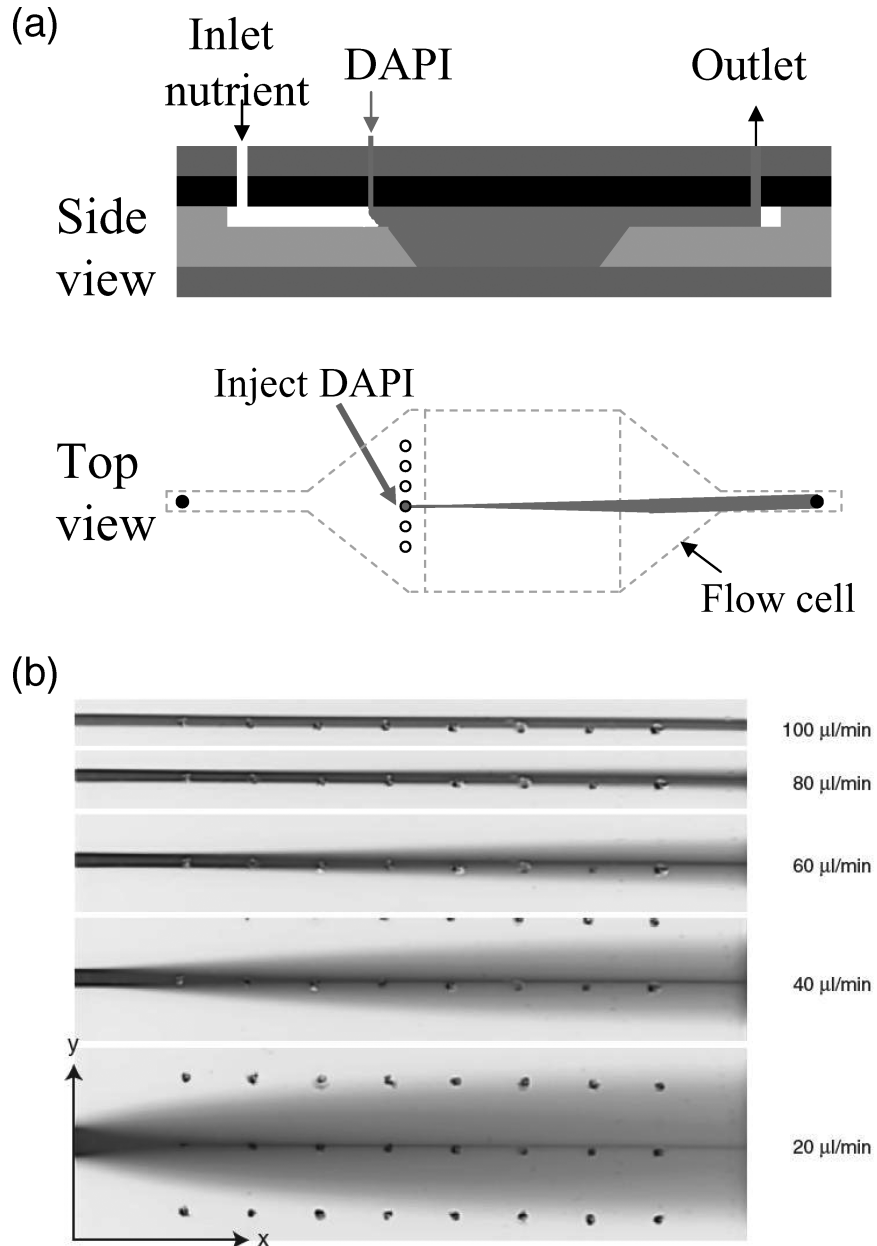 (a)
Inlet
nutrient
DAPI
Outlet
Side
view
Inject DAPI
Top
view
Flow cell
(b)
100 µl/min
80 µl/min
60 µl/min
40 µl/min
y
20 µl/min
x